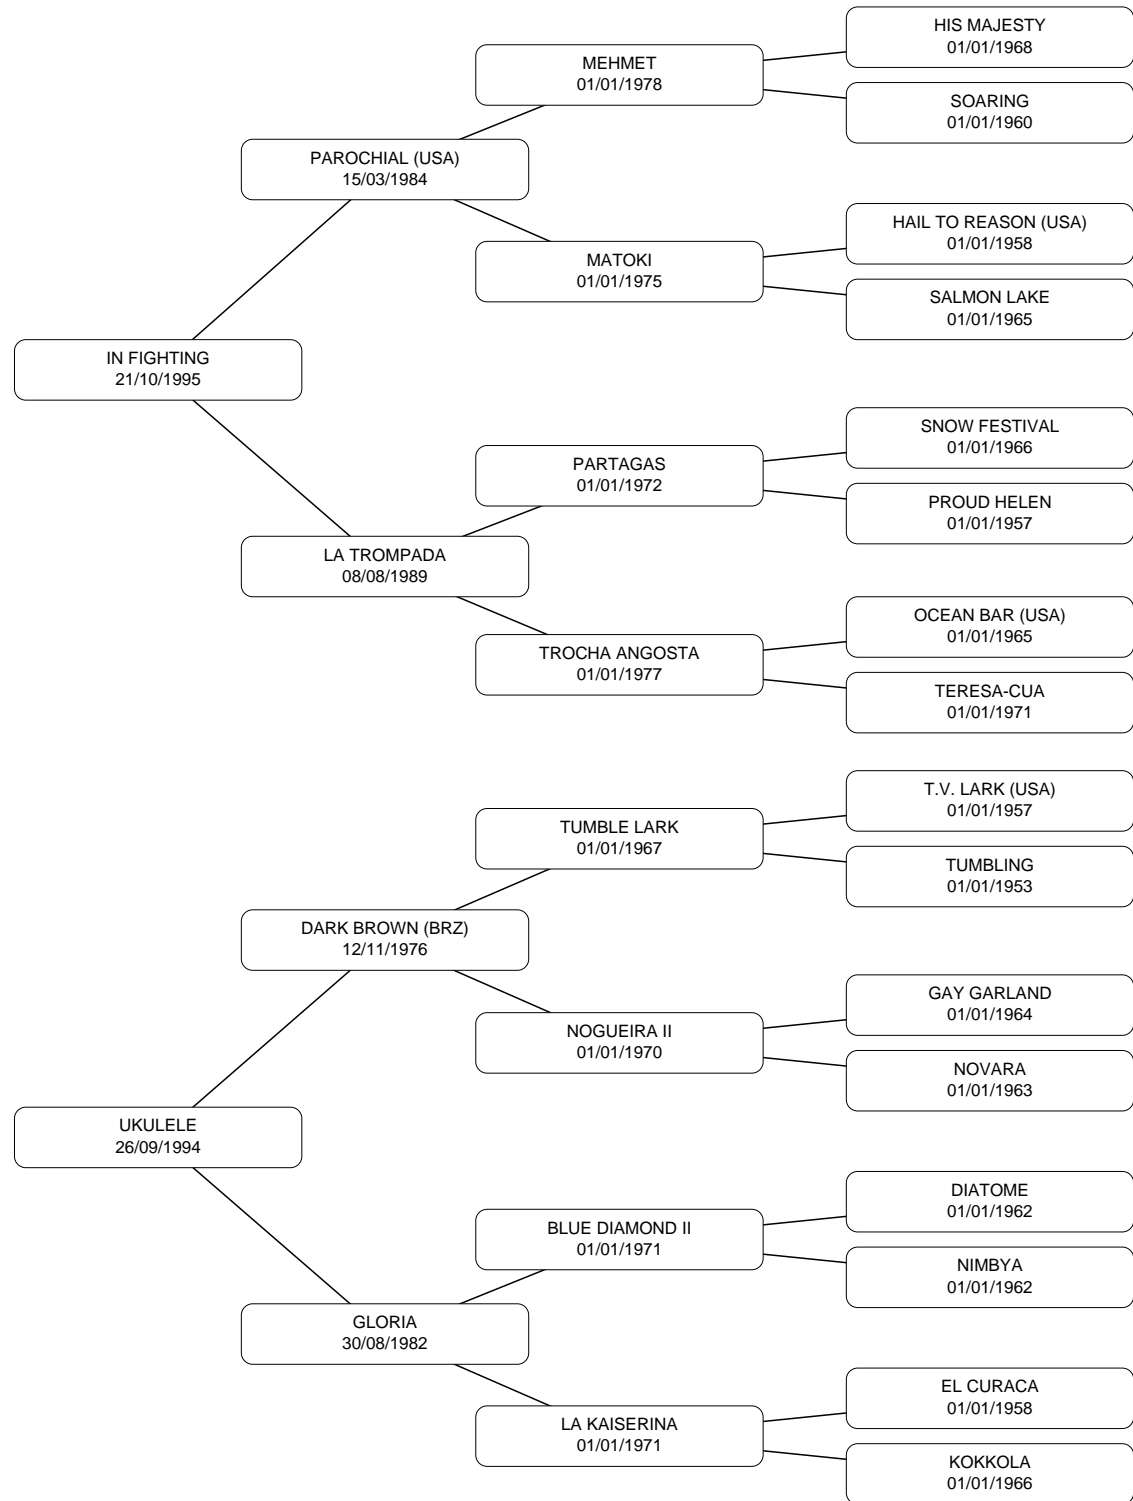 HIS MAJESTY
01/01/1968
MEHMET
01/01/1978
SOARING
01/01/1960
PAROCHIAL (USA)
15/03/1984
HAIL TO REASON (USA)
01/01/1958
MATOKI
01/01/1975
SALMON LAKE
01/01/1965
IN FIGHTING
21/10/1995
SNOW FESTIVAL
01/01/1966
PARTAGAS
01/01/1972
PROUD HELEN
01/01/1957
LA TROMPADA
08/08/1989
OCEAN BAR (USA)
01/01/1965
TROCHA ANGOSTA
01/01/1977
TERESA-CUA
01/01/1971
T.V. LARK (USA)
01/01/1957
TUMBLE LARK
01/01/1967
TUMBLING
01/01/1953
DARK BROWN (BRZ)
12/11/1976
GAY GARLAND
01/01/1964
NOGUEIRA II
01/01/1970
NOVARA
01/01/1963
UKULELE
26/09/1994
DIATOME
01/01/1962
BLUE DIAMOND II
01/01/1971
NIMBYA
01/01/1962
GLORIA
30/08/1982
EL CURACA
01/01/1958
LA KAISERINA
01/01/1971
KOKKOLA
01/01/1966